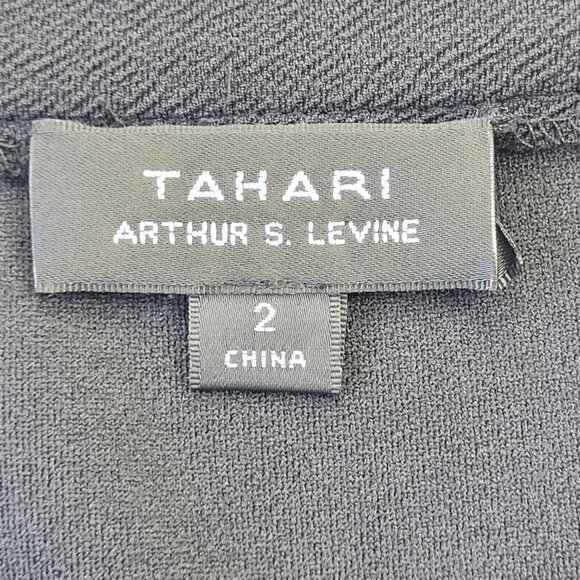 TAHARI
ARTHUR S. LEVINE
2
CHINA